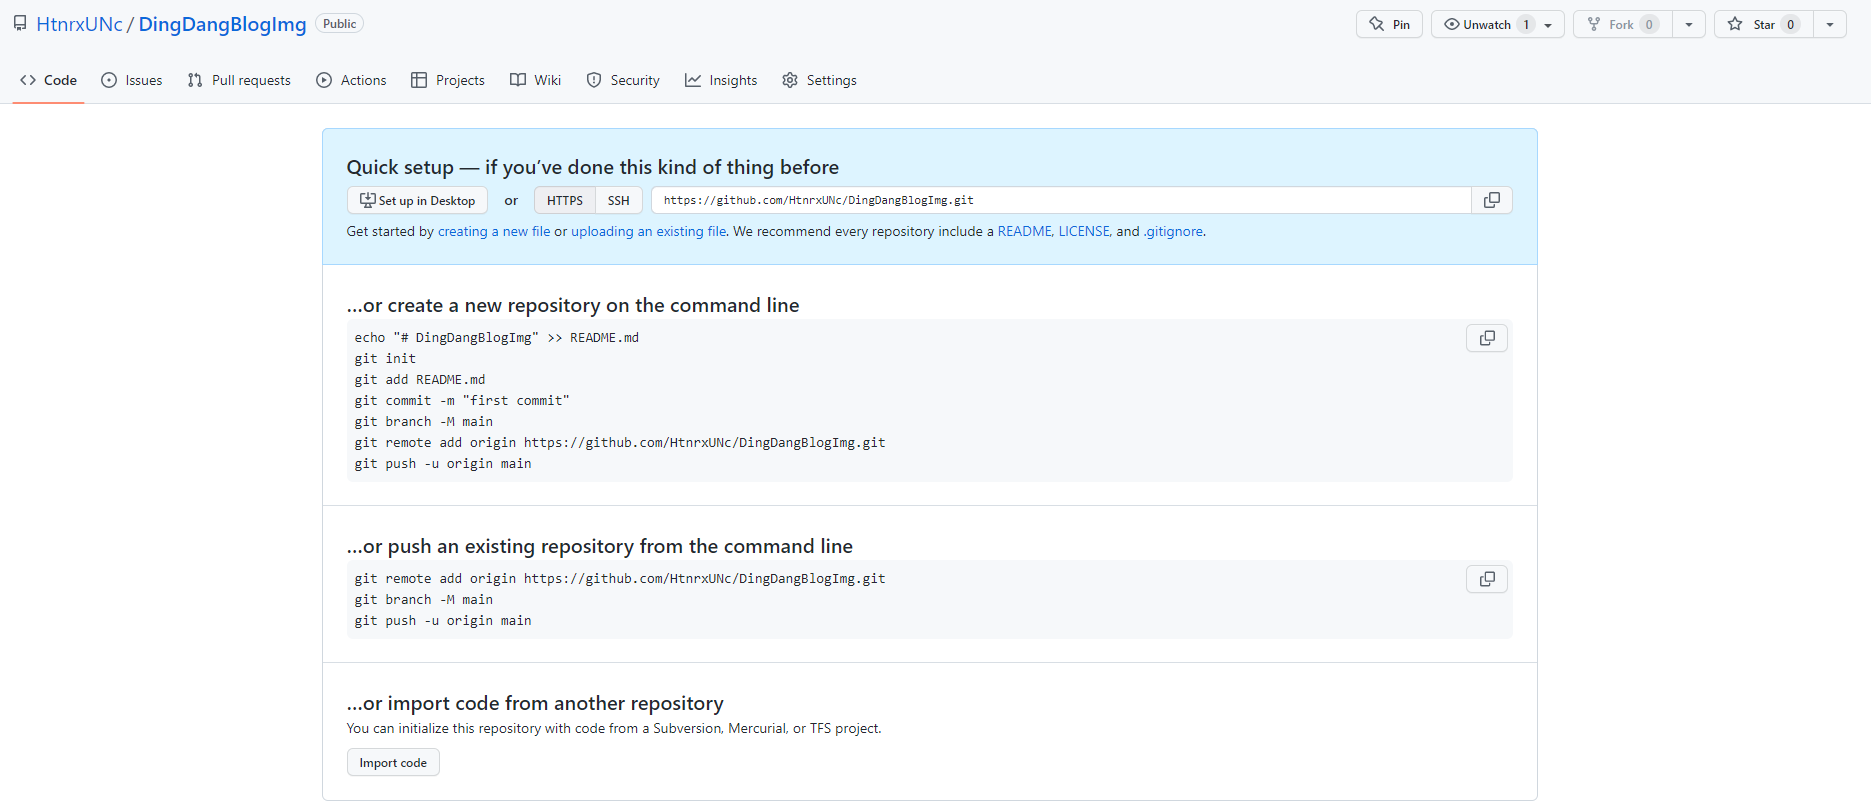 HtnrxUNc / DingDangBlogImg Public
Pin Unwatch 1 Fork 0 Star 0
Code Issues Pull requests Actions Projects Wiki Security Insights Settings
Quick setup — if you’ve done this kind of thing before
Set up in Desktop or HTTPS SSH https://github.com/HtnrxUNc/DingDangBlogImg.git
Get started by creating a new file or uploading an existing file. We recommend every repository include a README, LICENSE, and .gitignore.
…or create a new repository on the command line
echo "# DingDangBlogImg" >> README.md
git init
git add README.md
git commit -m "first commit"
git branch -M main
git remote add origin https://github.com/HtnrxUNc/DingDangBlogImg.git
git push -u origin main
…or push an existing repository from the command line
git remote add origin https://github.com/HtnrxUNc/DingDangBlogImg.git
git branch -M main
git push -u origin main
…or import code from another repository
You can initialize this repository with code from a Subversion, Mercurial, or TFS project.
Import code